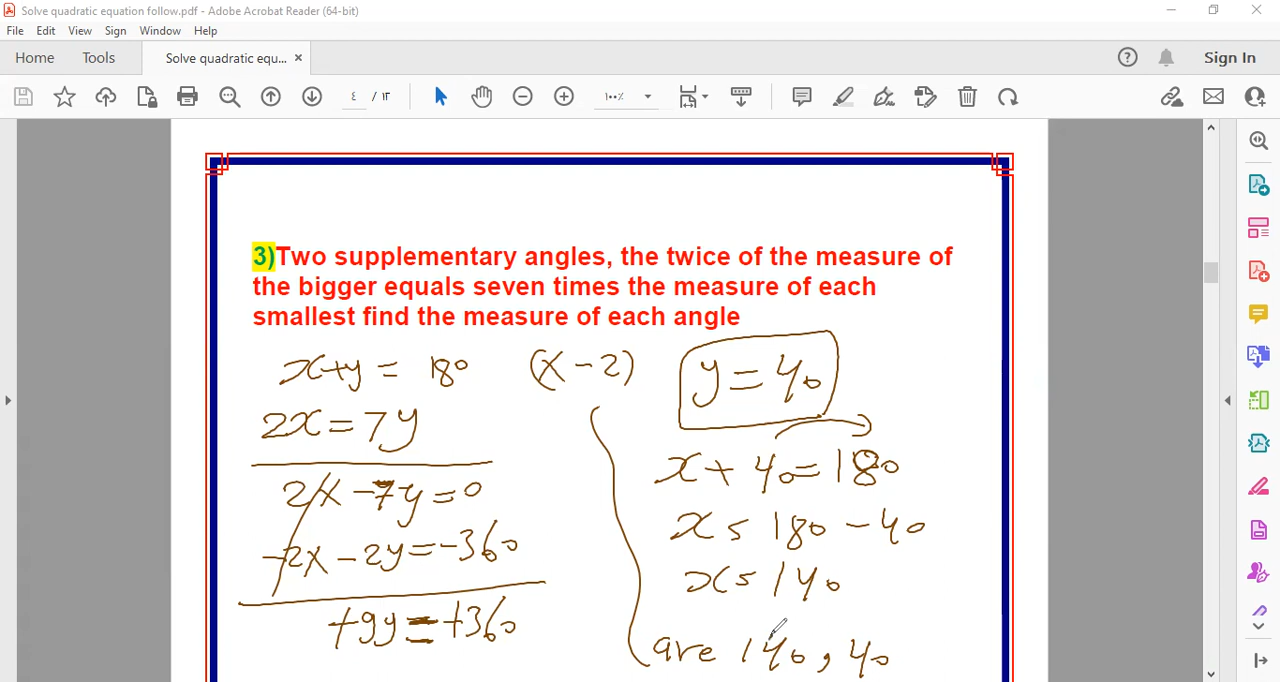 Solve quadratic equation follow.pdf - Adobe Acrobat Reader (64-bit)
File Edit View Sign Window Help
Home Tools Solve quadratic equ... × Sign In
٤ / ١٣ ١٠٠٪
3)Two supplementary angles, the twice of the measure of
the bigger equals seven times the measure of each
smallest find the measure of each angle
x+y = 180 (x - 2)
2x = 7y
2x - 7y = 0
-2x - 2y = -360
+9y = +360
y = 40
x + 40 = 180
x = 180 - 40
x = 140
are 140, 40